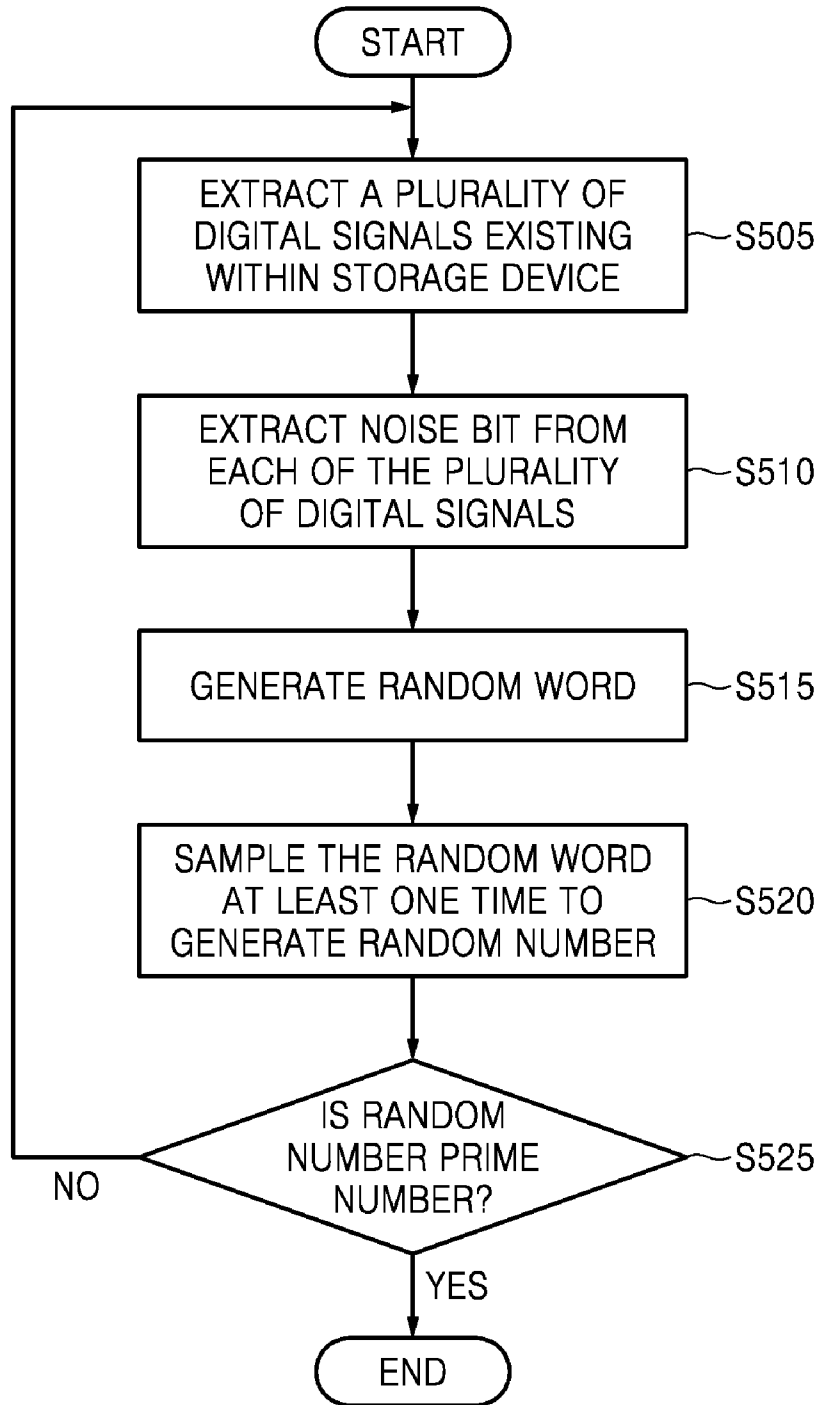 START
EXTRACT A PLURALITY OF
DIGITAL SIGNALS EXISTING
WITHIN STORAGE DEVICE
S505
EXTRACT NOISE BIT FROM
EACH OF THE PLURALITY
OF DIGITAL SIGNALS
S510
GENERATE RANDOM WORD
S515
SAMPLE THE RANDOM WORD
AT LEAST ONE TIME TO
GENERATE RANDOM NUMBER
S520
IS RANDOM
NUMBER PRIME
NUMBER?
S525
NO
YES
END